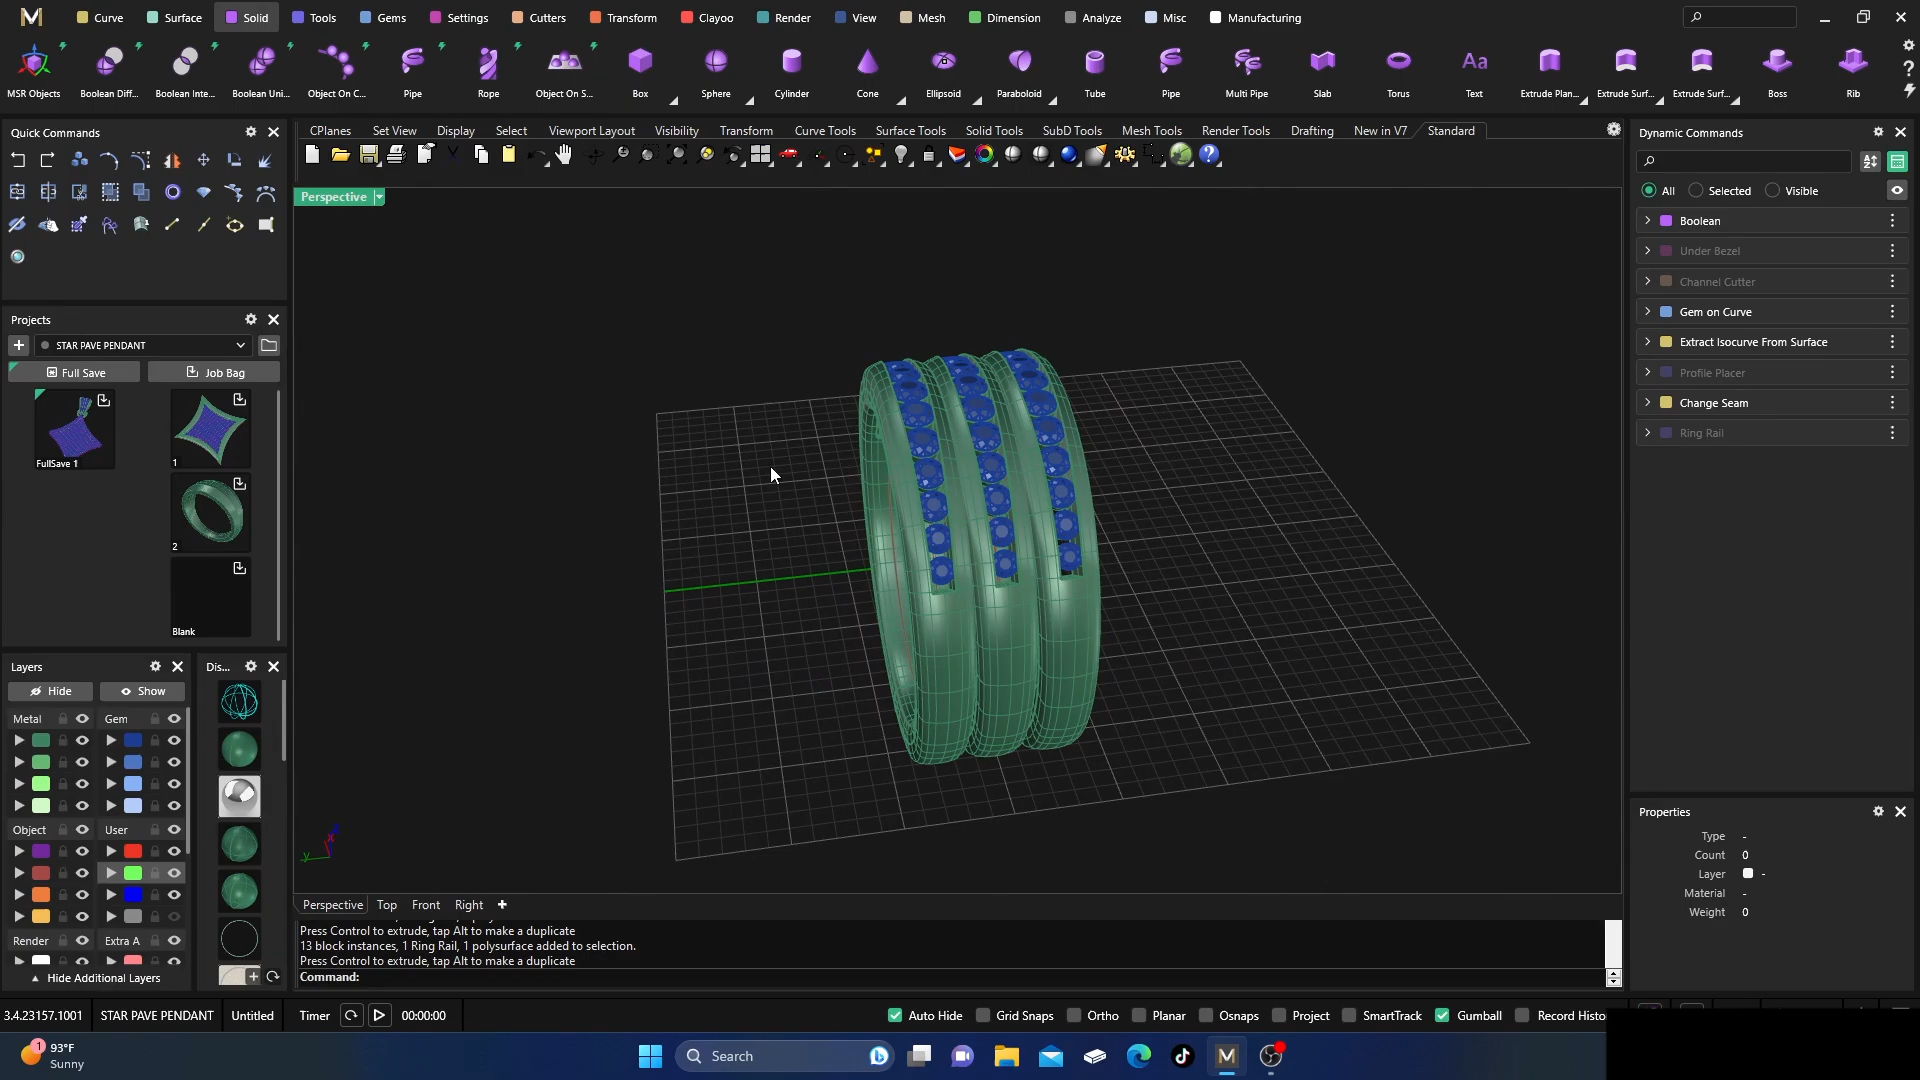 M Curve Surface Solid Tools Gems Settings Cutters Transform Clayoo Render View Mesh Dimension Analyze Misc Manufacturing
MSR Objects Boolean Diff... Boolean Inte... Boolean Uni... Object On C... Pipe Rope Object On S... Box Sphere Cylinder Cone Ellipsoid Paraboloid Tube Pipe Multi Pipe Slab Torus Text Extrude Plan... Extrude Surf... Extrude Surf... Boss Rib
Aa
Quick Commands
CPlanes Set View Display Select Viewport Layout Visibility Transform Curve Tools Surface Tools Solid Tools SubD Tools Mesh Tools Render Tools Drafting New in V7 Standard
Perspective
Projects
STAR PAVE PENDANT
Full Save Job Bag
FullSave 1
1
2
Blank
Layers
Hide Show
Metal Gem
Object User
Render Extra A
Hide Additional Layers
Dis...
y x
Perspective Top Front Right
Press Control to extrude, tap Alt to make a duplicate
13 block instances, 1 Ring Rail, 1 polysurface added to selection.
Press Control to extrude, tap Alt to make a duplicate
Command:
Dynamic Commands
All Selected Visible
Boolean
Under Bezel
Channel Cutter
Gem on Curve
Extract Isocurve From Surface
Profile Placer
Change Seam
Ring Rail
Properties
Type -
Count 0
Layer -
Material -
Weight 0
3.4.23157.1001 STAR PAVE PENDANT Untitled Timer 00:00:00 Auto Hide Grid Snaps Ortho Planar Osnaps Project SmartTrack Gumball Record Histo
1
93°F
Sunny
Search
M